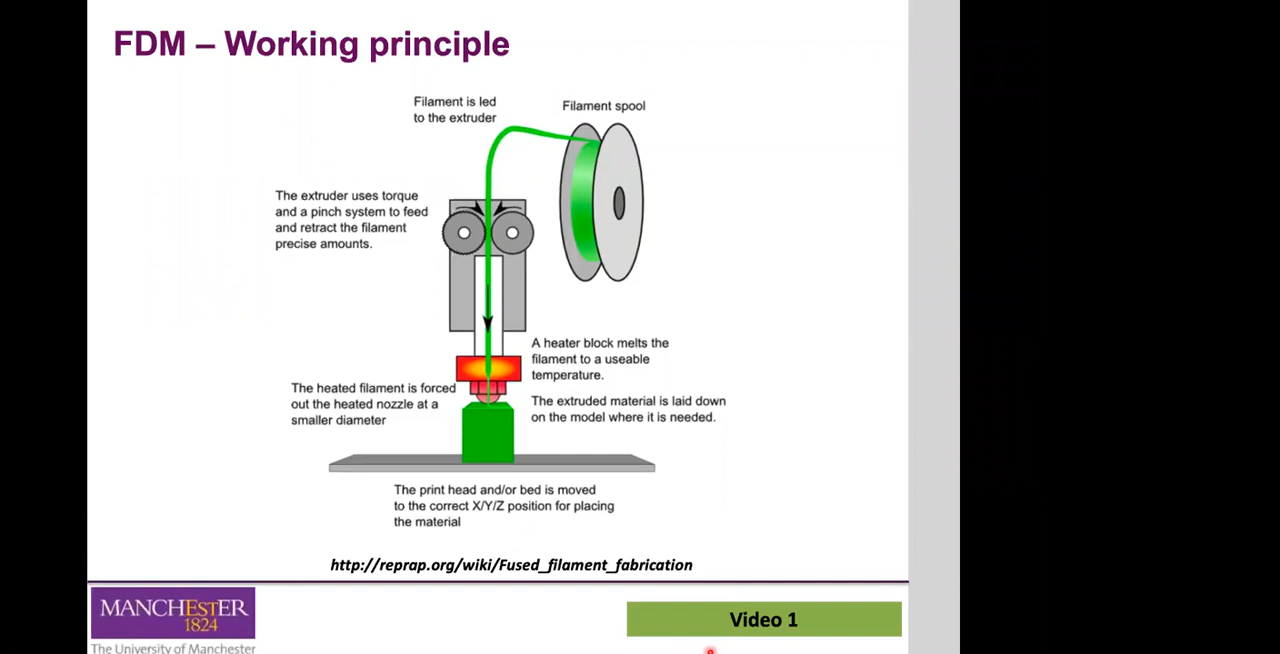 FDM – Working principle
Filament is led
to the extruder
Filament spool
The extruder uses torque
and a pinch system to feed
and retract the filament
precise amounts.
A heater block melts the
filament to a useable
temperature.
The heated filament is forced
out the heated nozzle at a
smaller diameter
The extruded material is laid down
on the model where it is needed.
The print head and/or bed is moved
to the correct X/Y/Z position for placing
the material
http://reprap.org/wiki/Fused_filament_fabrication
MANCHESTER
1824
The University of Manchester
Video 1